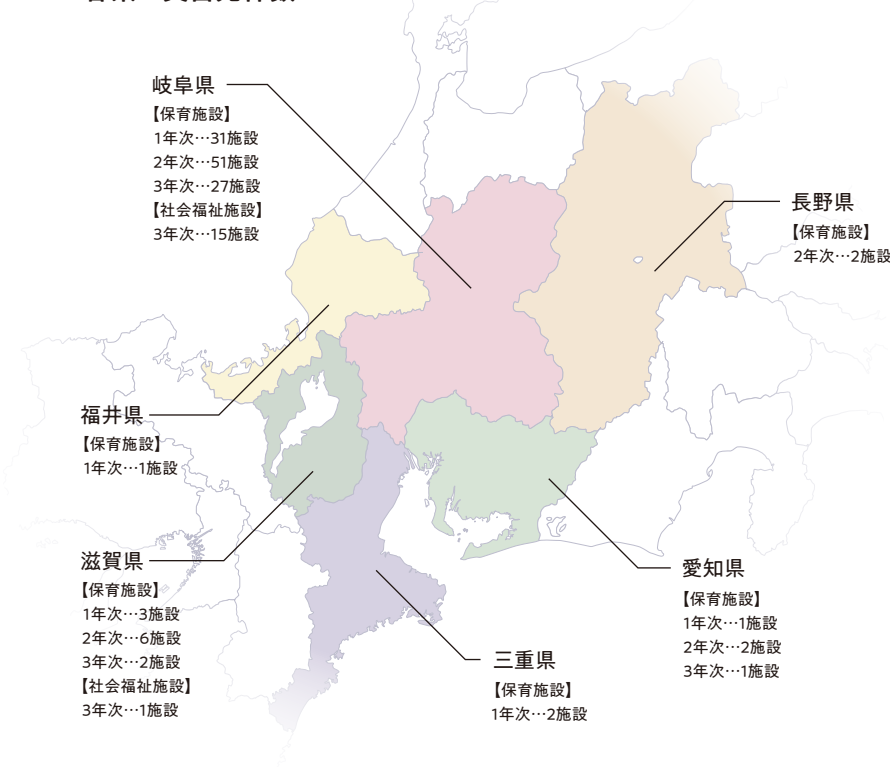 岐阜県
【保育施設】
1年次…31施設
2年次…51施設
3年次…27施設
【社会福祉施設】
3年次…15施設
長野県
【保育施設】
2年次…2施設
福井県
【保育施設】
1年次…1施設
滋賀県
【保育施設】
1年次…3施設
2年次…6施設
3年次…2施設
【社会福祉施設】
3年次…1施設
愛知県
【保育施設】
1年次…1施設
2年次…2施設
3年次…1施設
三重県
【保育施設】
1年次…2施設